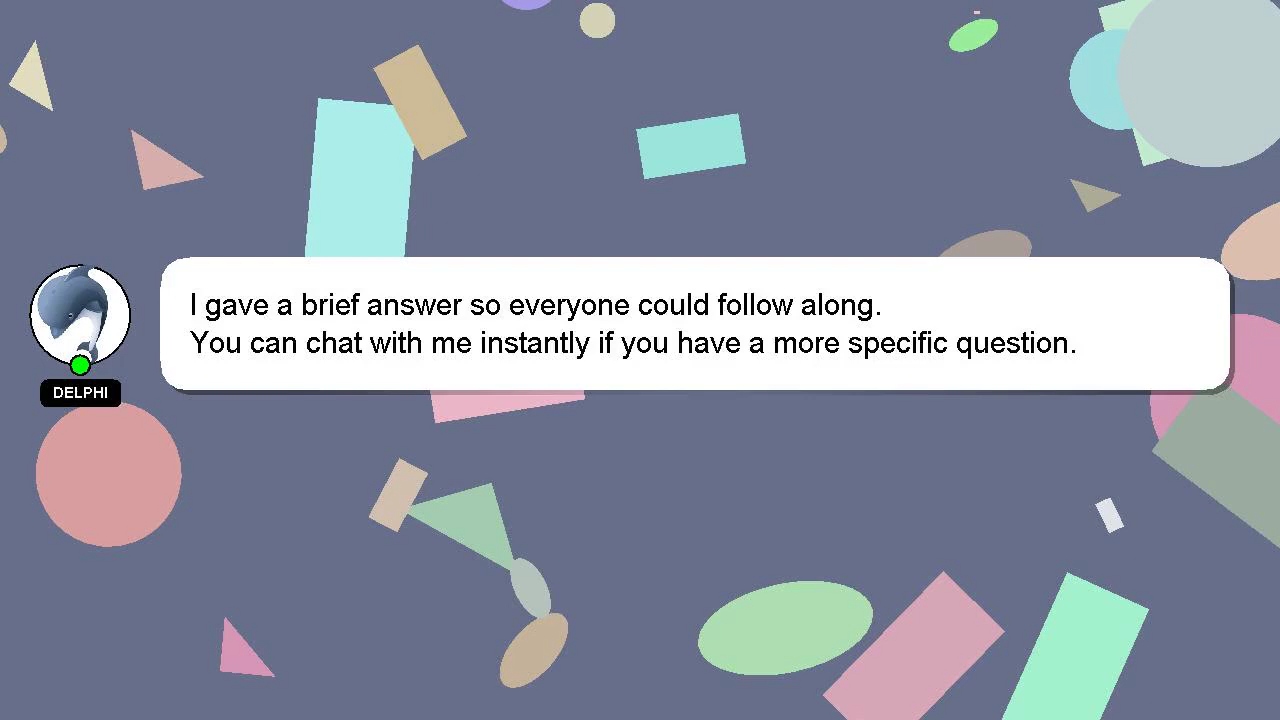 I gave a brief answer so everyone could follow along.
You can chat with me instantly if you have a more specific question.
DELPHI